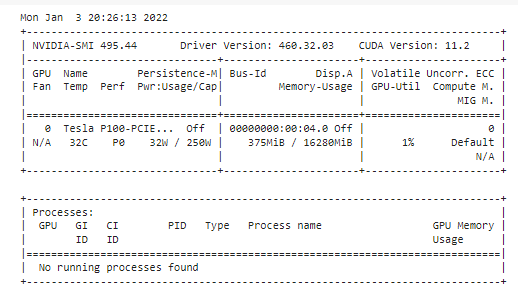 Mon Jan  3 20:26:13 2022
+-----------------------------------------------------------------------------+
| NVIDIA-SMI 495.44       Driver Version: 460.32.03    CUDA Version: 11.2     |
|-------------------------------+----------------------+----------------------+
| GPU  Name        Persistence-M| Bus-Id        Disp.A | Volatile Uncorr. ECC |
| Fan  Temp  Perf  Pwr:Usage/Cap|         Memory-Usage | GPU-Util  Compute M. |
|                               |                      |               MIG M. |
|===============================+======================+======================|
|   0  Tesla P100-PCIE...  Off  | 00000000:00:04.0 Off |                    0 |
| N/A   32C    P0    32W / 250W |    375MiB / 16280MiB |      1%      Default |
|                               |                      |                  N/A |
+-------------------------------+----------------------+----------------------+

+-----------------------------------------------------------------------------+
| Processes:                                                                  |
|  GPU   GI   CI        PID   Type   Process name                  GPU Memory |
|        ID   ID                                                   Usage      |
|=============================================================================|
|  No running processes found                                                 |
+-----------------------------------------------------------------------------+